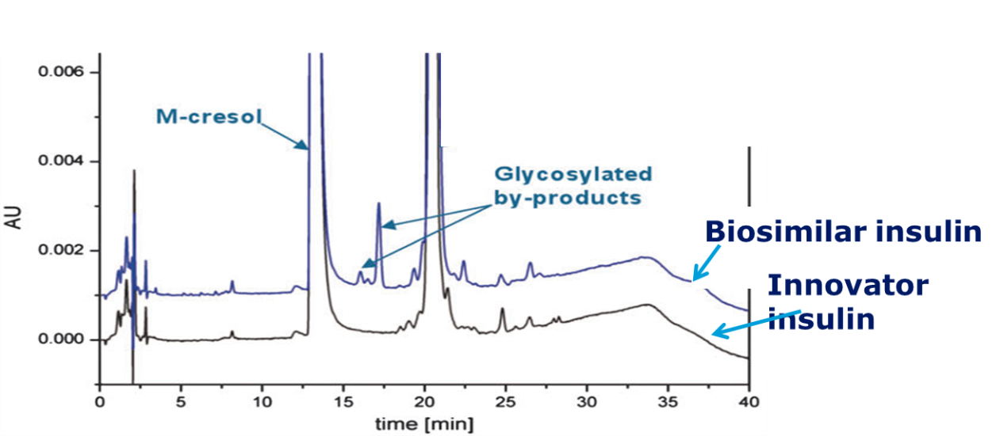 0.006
M-cresol
0.004
Glycosylated
by-products
AU
Biosimilar insulin
0.002
Innovator
insulin
0.000
0 5 10 15 20 25 30 35 40
time [min]